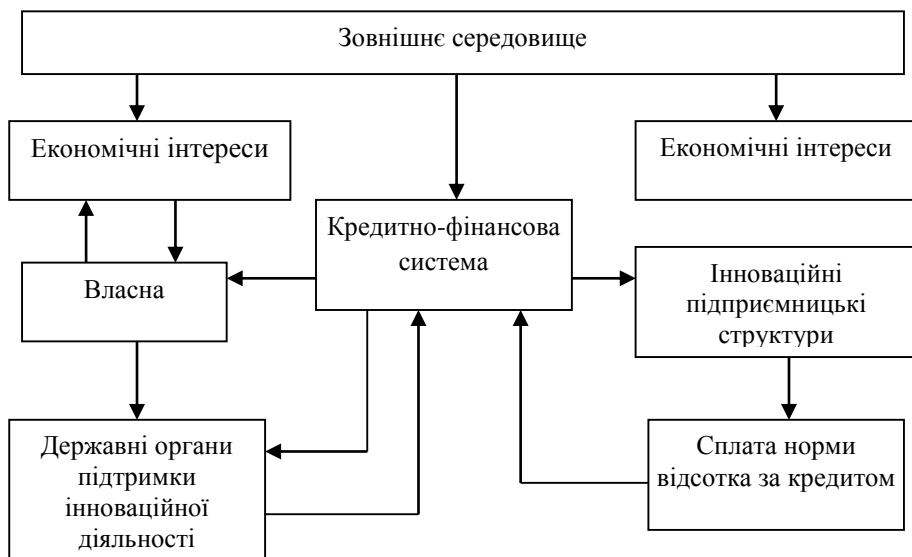 Зовнішнє середовище
Економічні інтереси
Економічні інтереси
Кредитно-фінансова
система
Власна
Інноваційні
підприємницькі
структури
Державні органи
підтримки
інноваційної
діяльності
Сплата норми
відсотка за кредитом